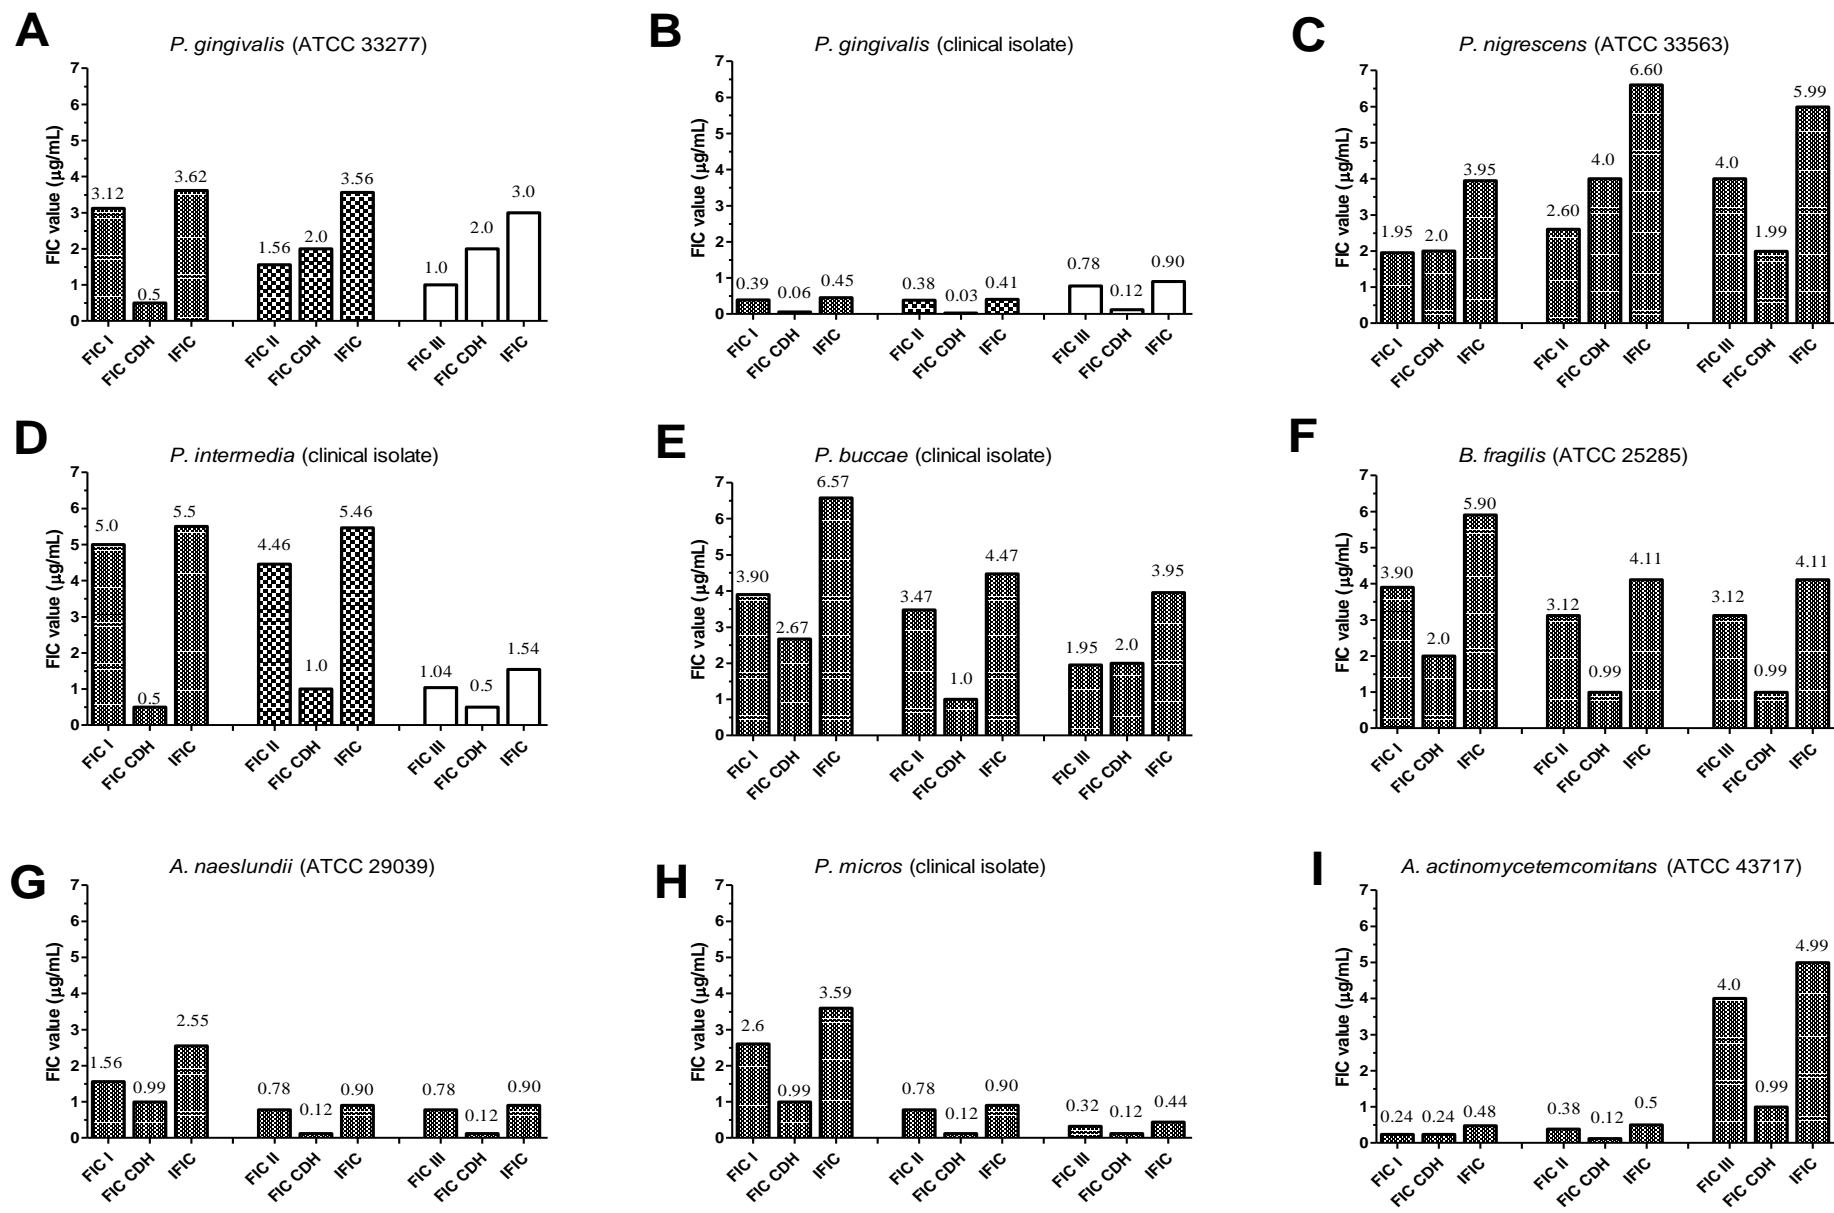 A
P. gingivalis (ATCC 33277)
FIC value (µg/mL)
7
6
5
4
3
2
1
0
3.12
0.5
3.62
1.56
2.0
3.56
1.0
2.0
3.0
FIC I
FIC CDH
IFIC
FIC II
FIC CDH
IFIC
FIC III
FIC CDH
IFIC
B
P. gingivalis (clinical isolate)
FIC value (µg/mL)
7
6
5
4
3
2
1
0
0.39
0.06
0.45
0.38
0.03
0.41
0.78
0.12
0.90
FIC I
FIC CDH
IFIC
FIC II
FIC CDH
IFIC
FIC III
FIC CDH
IFIC
C
P. nigrescens (ATCC 33563)
FIC value (µg/mL)
7
6
5
4
3
2
1
0
1.95
2.0
3.95
2.60
4.0
6.60
4.0
1.99
5.99
FIC I
FIC CDH
IFIC
FIC II
FIC CDH
IFIC
FIC III
FIC CDH
IFIC
D
P. intermedia (clinical isolate)
FIC value (µg/mL)
7
6
5
4
3
2
1
0
5.0
0.5
5.5
4.46
1.0
5.46
1.04
0.5
1.54
FIC I
FIC CDH
IFIC
FIC II
FIC CDH
IFIC
FIC III
FIC CDH
IFIC
E
P. buccae (clinical isolate)
FIC value (µg/mL)
7
6
5
4
3
2
1
0
3.90
2.67
6.57
3.47
1.0
4.47
1.95
2.0
3.95
FIC I
FIC CDH
IFIC
FIC II
FIC CDH
IFIC
FIC III
FIC CDH
IFIC
F
B. fragilis (ATCC 25285)
FIC value (µg/mL)
7
6
5
4
3
2
1
0
3.90
2.0
5.90
3.12
0.99
4.11
3.12
0.99
4.11
FIC I
FIC CDH
IFIC
FIC II
FIC CDH
IFIC
FIC III
FIC CDH
IFIC
G
A. naeslundii (ATCC 29039)
FIC value (µg/mL)
7
6
5
4
3
2
1
0
1.56
0.99
2.55
0.78
0.12
0.90
0.78
0.12
0.90
FIC I
FIC CDH
IFIC
FIC II
FIC CDH
IFIC
FIC III
FIC CDH
IFIC
H
P. micros (clinical isolate)
FIC value (µg/mL)
7
6
5
4
3
2
1
0
2.6
0.99
3.59
0.78
0.12
0.90
0.32
0.12
0.44
FIC I
FIC CDH
IFIC
FIC II
FIC CDH
IFIC
FIC III
FIC CDH
IFIC
I
A. actinomycetemcomitans (ATCC 43717)
FIC value (µg/mL)
7
6
5
4
3
2
1
0
0.24
0.24
0.48
0.38
0.12
0.5
4.0
0.99
4.99
FIC I
FIC CDH
IFIC
FIC II
FIC CDH
IFIC
FIC III
FIC CDH
IFIC